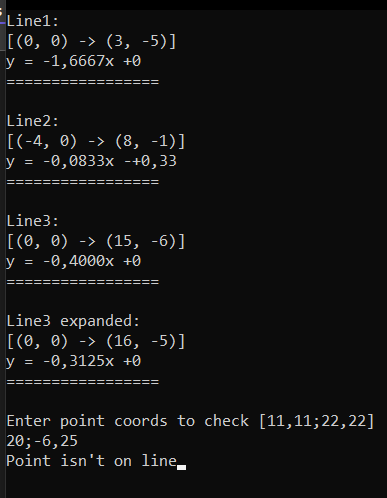 Line1:
[(0, 0) -> (3, -5)]
y = -1,6667x +0
=================
Line2:
[(-4, 0) -> (8, -1)]
y = -0,0833x -+0,33
=================
Line3:
[(0, 0) -> (15, -6)]
y = -0,4000x +0
=================
Line3 expanded:
[(0, 0) -> (16, -5)]
y = -0,3125x +0
=================
Enter point coords to check [11,11;22,22]
20;-6,25
Point isn't on line